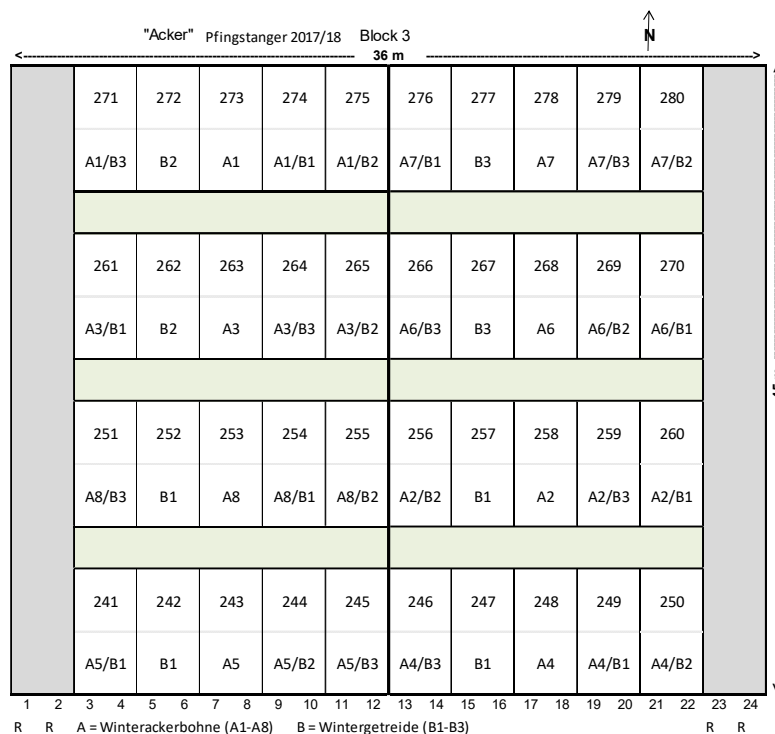 "Acker" Pfingstanger 2017/18 Block 3
N
36 m
271 272 273 274 275 276 277 278 279 280
A1/B3 B2 A1 A1/B1 A1/B2 A7/B1 B3 A7 A7/B3 A7/B2
261 262 263 264 265 266 267 268 269 270
A3/B1 B2 A3 A3/B3 A3/B2 A6/B3 B3 A6 A6/B2 A6/B1
251 252 253 254 255 256 257 258 259 260
A8/B3 B1 A8 A8/B1 A8/B2 A2/B2 B1 A2 A2/B3 A2/B1
241 242 243 244 245 246 247 248 249 250
A5/B1 B1 A5 A5/B2 A5/B3 A4/B3 B1 A4 A4/B1 A4/B2
1 2 3 4 5 6 7 8 9 10 11 12 13 14 15 16 17 18 19 20 21 22 23 24
R R A = Winterackerbohne (A1-A8) B = Wintergetreide (B1-B3) R R